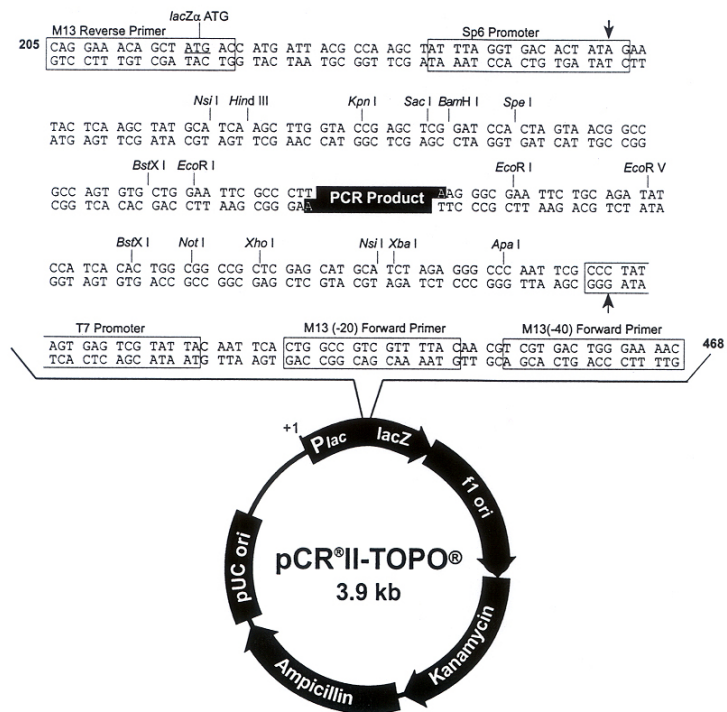 lacZα ATG
M13 Reverse Primer Sp6 Promoter
205 CAG GAA ACA GCT ATG ACC ATG ATT ACG CCA AGC TAT TTA GGT GAC ACT ATA GAA
GTC CTT TGT CGA TAC TGG TAC TAA TGC GGT TCG ATA AAT CCA CTG TGA TAT CTT
Nsi I Hind III Kpn I Sac I BamH I Spe I
TAC TCA AGC TAT GCA TCA AGC TTG GTA CCG AGC TCG GAT CCA CTA GTA ACG GCC
ATG AGT TCG ATA CGT AGT TCG AAC CAT GGC TCG AGC CTA GGT GAT CAT TGC CGG
BstX I EcoR I EcoR I EcoR V
GCC AGT GTG CTG GAA TTC GCC CTT PCR Product AAG GGC GAA TTC TGC AGA TAT
CGG TCA CAC GAC CTT AAG CGG GAA TTC CCG CTT AAG ACG TCT ATA
BstX I Not I Xho I Nsi I Xba I Apa I
CCA TCA CAC TGG CGG CCG CTC GAG CAT GCA TCT AGA GGG CCC AAT TCG CCC TAT
GGT AGT GTG ACC GCC GGC GAG CTC GTA CGT AGA TCT CCC GGG TTA AGC GGG ATA
T7 Promoter M13 (-20) Forward Primer M13(-40) Forward Primer
AGT GAG TCG TAT TAC AAT TCA CTG GCC GTC GTT TTA CAA CGT CGT GAC TGG GAA AAC 468
TCA CTC AGC ATA ATG TTA AGT GAC CGG CAG CAA AAT GTT GCA GCA CTG ACC CTT TTG
+1
Plac lacZ
f1 ori
pUC ori
pCR®II-TOPO®
3.9 kb
Kanamycin
Ampicillin